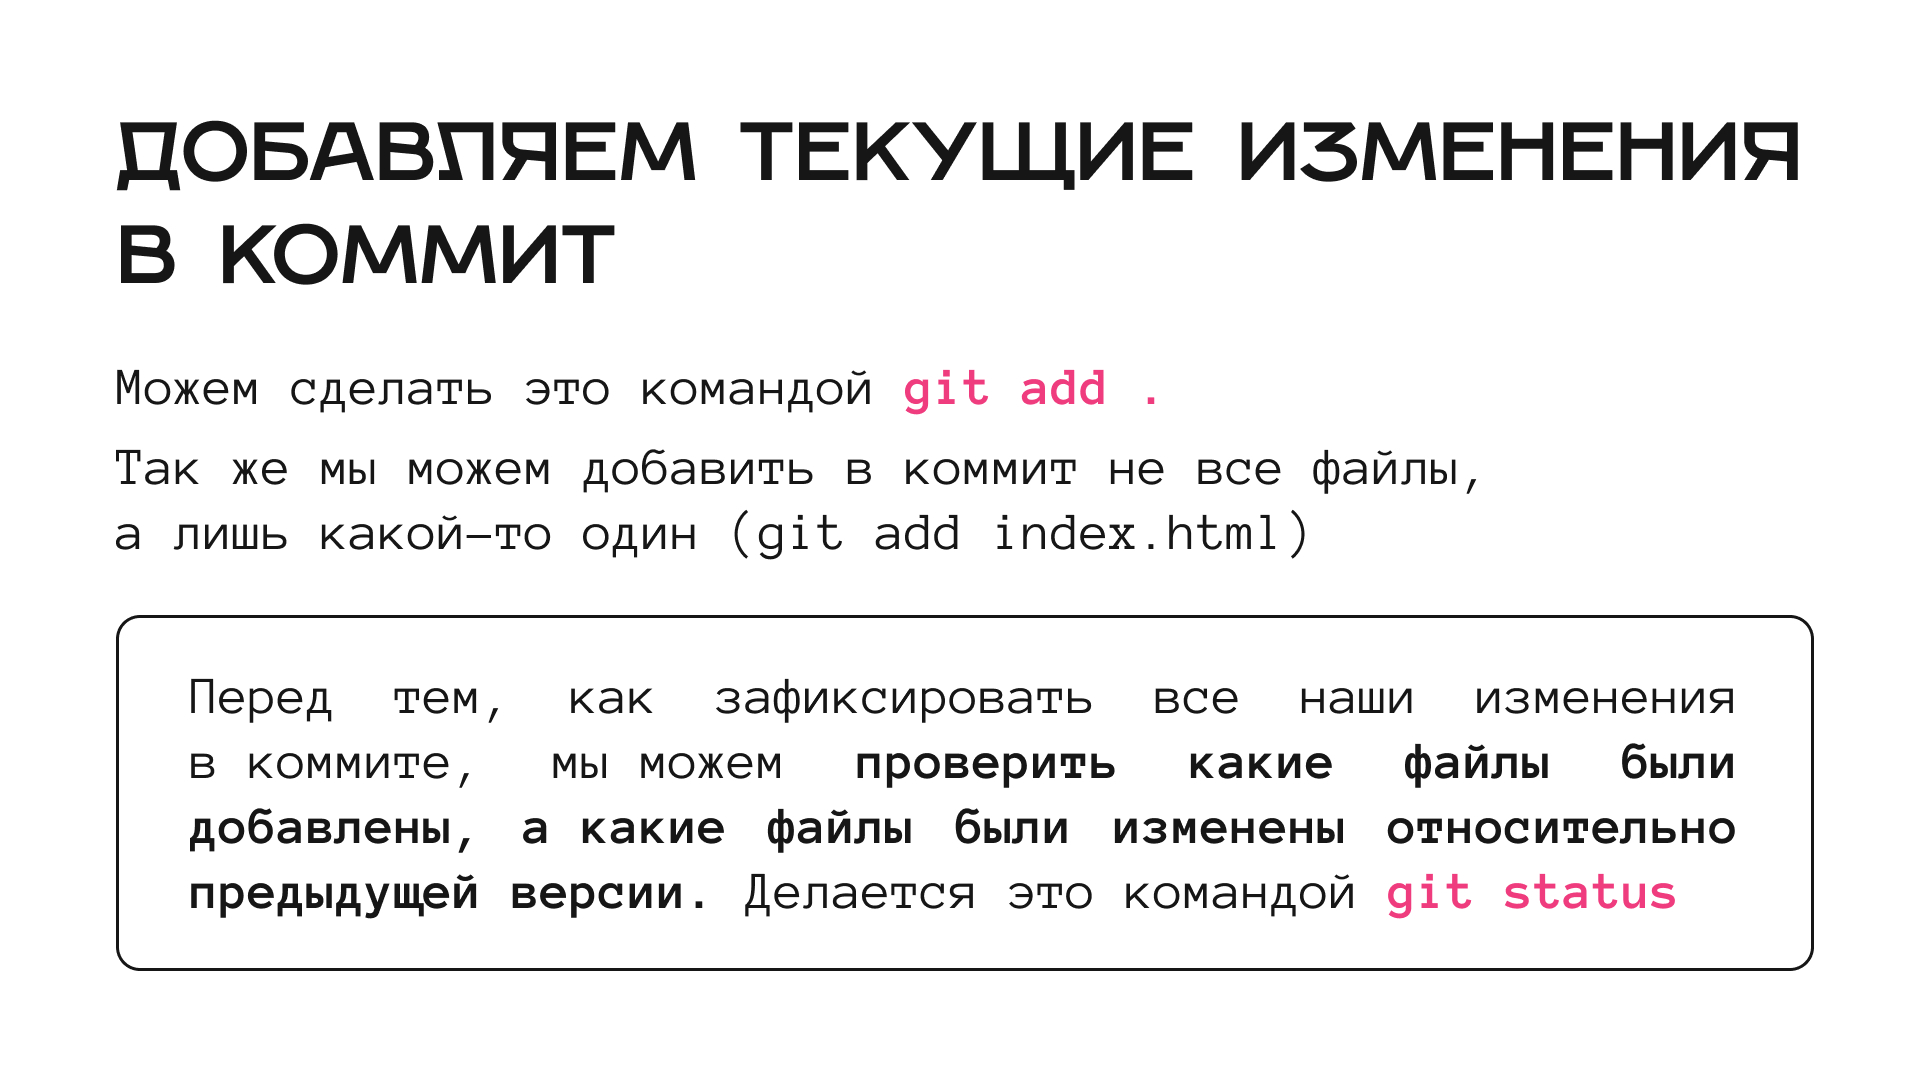 ДОБАВЛЯЕМ ТЕКУЩИЕ ИЗМЕНЕНИЯ
В КОММИТ
Можем сделать это командой git add .
Так же мы можем добавить в коммит не все файлы,
а лишь какой-то один (git add index.html)
Перед тем, как зафиксировать все наши изменения
в коммите, мы можем проверить какие файлы были
добавлены, а какие файлы были изменены относительно
предыдущей версии. Делается это командой git status